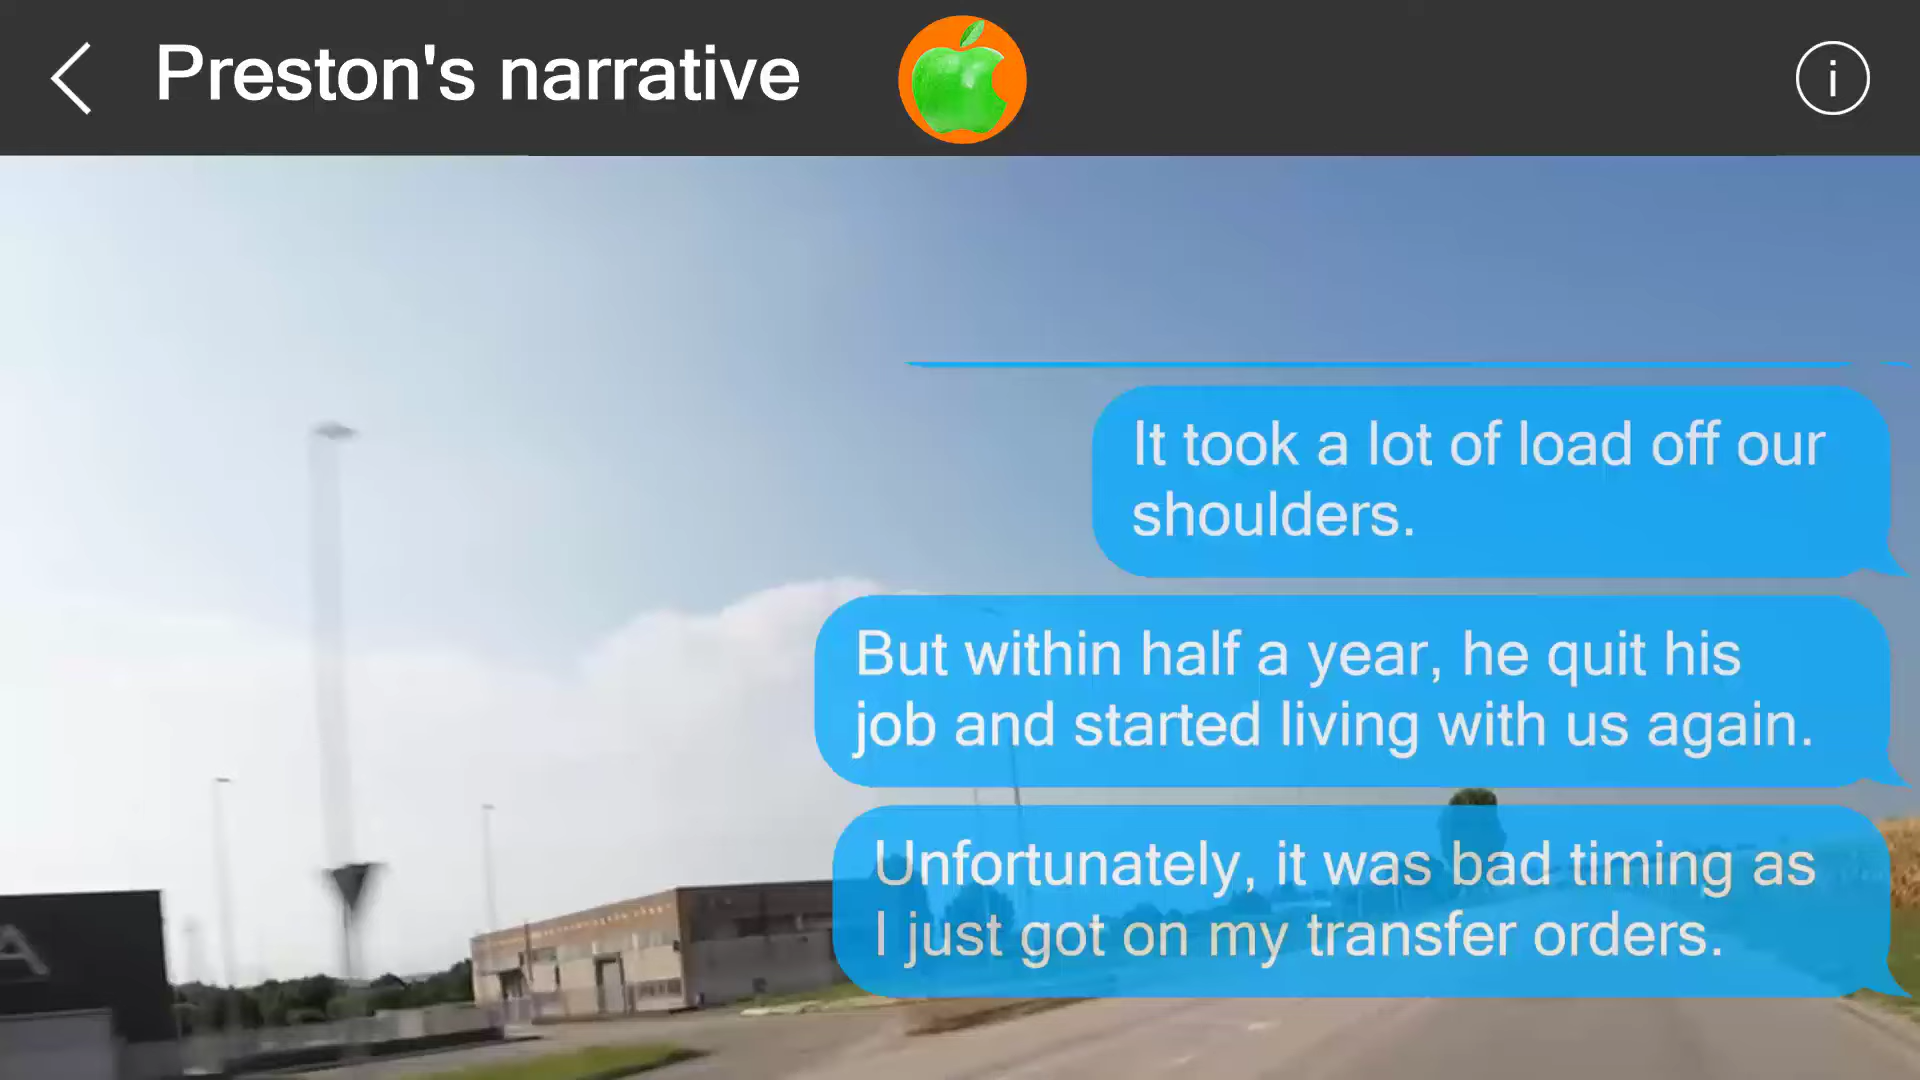 Preston's narrative
i
It took a lot of load off our
shoulders.
But within half a year, he quit his
job and started living with us again.
Unfortunately, it was bad timing as
I just got on my transfer orders.
A